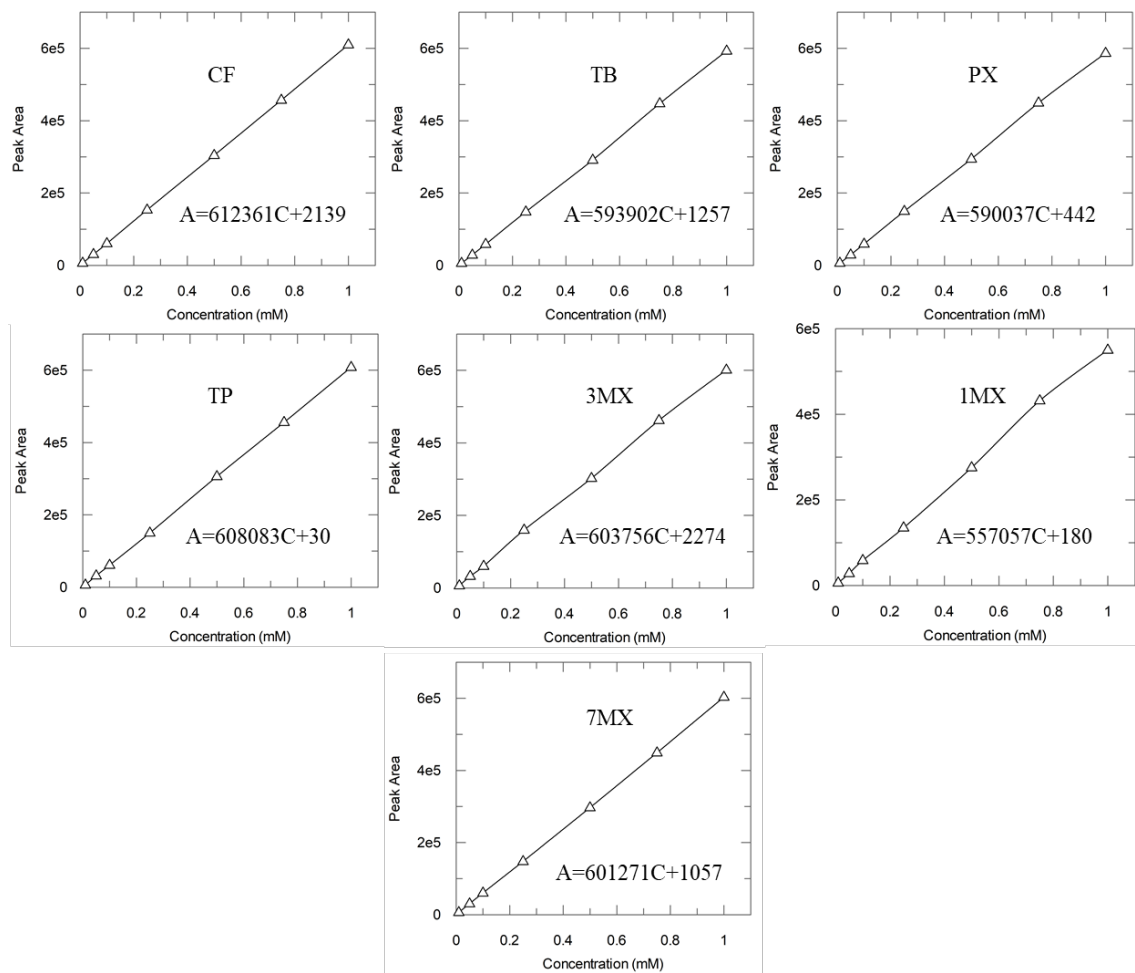 Peak Area
6e5
4e5
2e5
0
CF
A=612361C+2139
0 0.2 0.4 0.6 0.8 1
Concentration (mM)
Peak Area
6e5
4e5
2e5
0
TB
A=593902C+1257
0 0.2 0.4 0.6 0.8 1
Concentration (mM)
Peak Area
6e5
4e5
2e5
0
PX
A=590037C+442
0 0.2 0.4 0.6 0.8 1
Concentration (mM)
Peak Area
6e5
4e5
2e5
0
TP
A=608083C+30
0 0.2 0.4 0.6 0.8 1
Concentration (mM)
Peak Area
6e5
4e5
2e5
0
3MX
A=603756C+2274
0 0.2 0.4 0.6 0.8 1
Concentration (mM)
Peak Area
6e5
4e5
2e5
0
1MX
A=557057C+180
0 0.2 0.4 0.6 0.8 1
Concentration (mM)
Peak Area
6e5
4e5
2e5
0
7MX
A=601271C+1057
0 0.2 0.4 0.6 0.8 1
Concentration (mM)